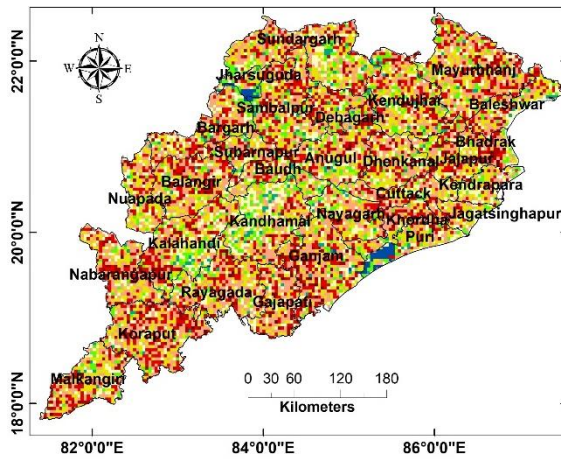 N
W E
S
22°0'0"N
20°0'0"N
18°0'0"N
Sundargarh
Jharsuguda
Mayurbhanj
Sambalpur
Kendujhar
Baleshwar
Debagarh
Bargarh
Bhadrak
Subarnapur
Anugul
Dhenkanal
Jajapur
Baudh
Balangir
Kendrapara
Nuapada
Cuttack
Kandhamal
Nayagarh
Khordha
Jagatsinghapur
Puri
Kalahandi
Ganjam
Nabarangapur
Rayagada
Gajapati
Koraput
Malkangiri
0 30 60 120 180
Kilometers
82°0'0"E 84°0'0"E 86°0'0"E